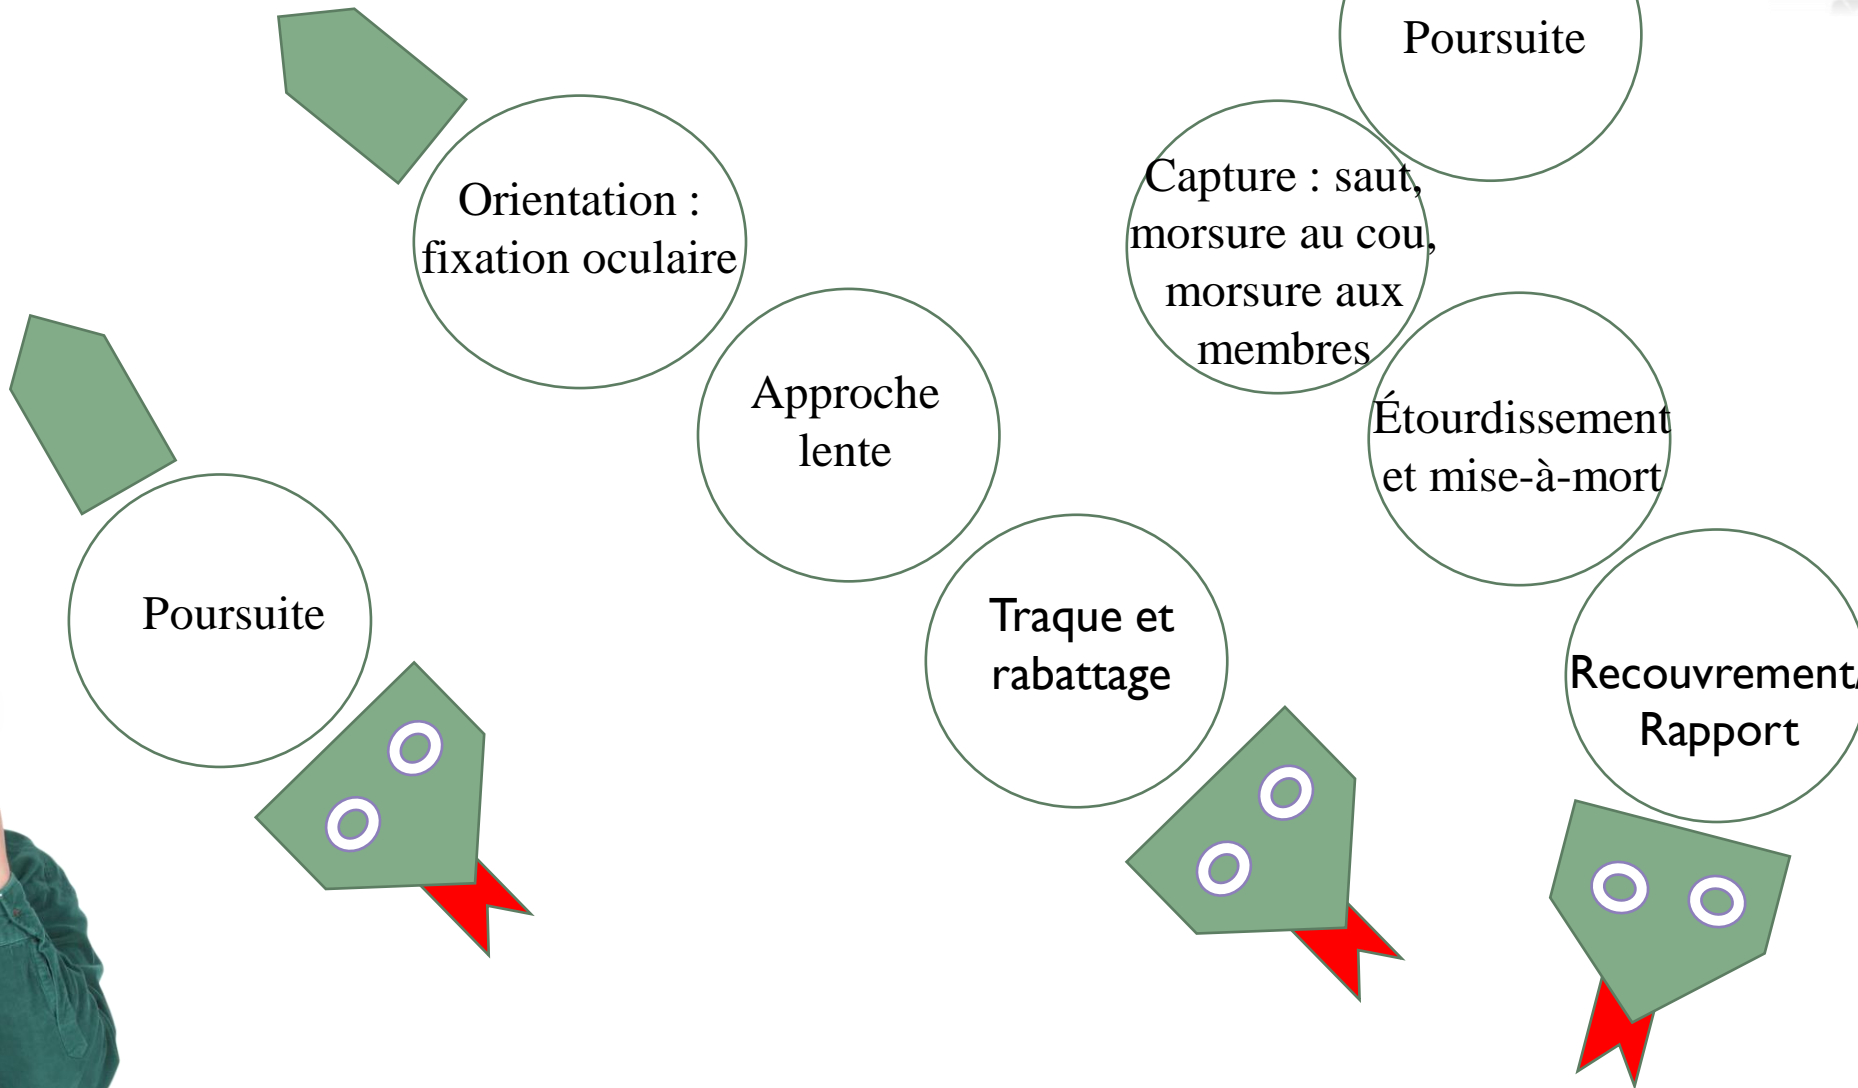 Poursuite
Orientation :
fixation oculaire
Approche
lente
Traque et
rabattage
Poursuite
Capture : saut,
morsure au cou,
morsure aux
membres
Étourdissement
et mise-à-mort
Recouvrement/
Rapport